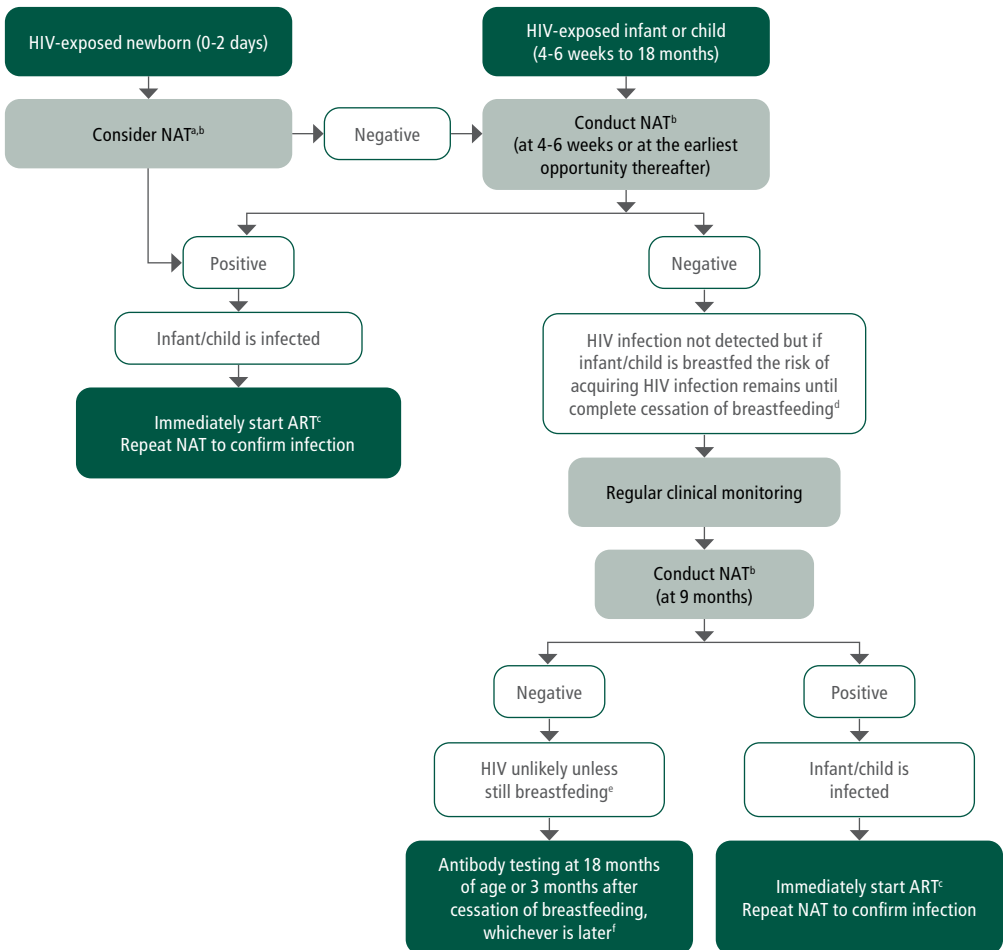 HIV-exposed newborn (0-2 days)
HIV-exposed infant or child
(4-6 weeks to 18 months)
Consider NATa,b
Negative
Conduct NATb
(at 4-6 weeks or at the earliest
opportunity thereafter)
Positive
Negative
Infant/child is infected
HIV infection not detected but if
infant/child is breastfed the risk of
acquiring HIV infection remains until
complete cessation of breastfeedingd
Immediately start ARTc
Repeat NAT to confirm infection
Regular clinical monitoring
Conduct NATb
(at 9 months)
Negative
Positive
HIV unlikely unless
still breastfedinge
Infant/child is
infected
Antibody testing at 18 months
of age or 3 months after
cessation of breastfeeding,
whichever is laterf
Immediately start ARTc
Repeat NAT to confirm infection